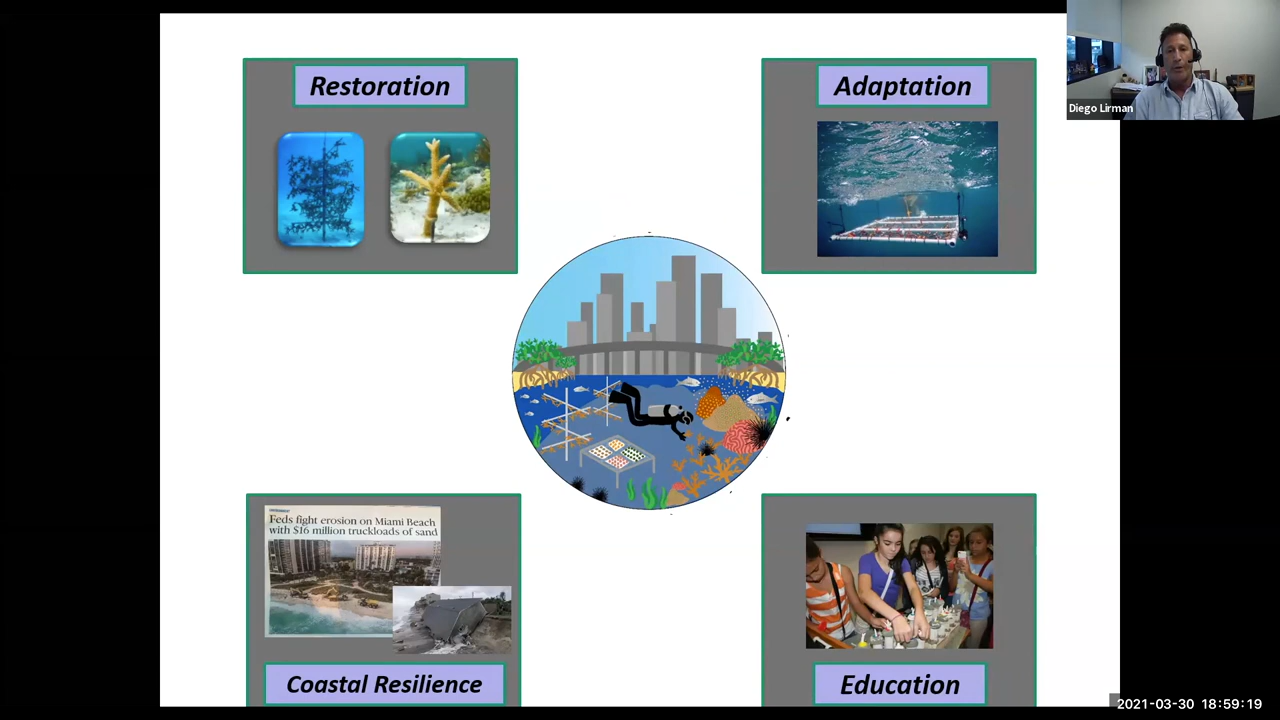 Restoration
Adaptation
Diego Lirman
Feds fight erosion on Miami Beach
with $16 million truckloads of sand
Coastal Resilience
Education
2021-03-30 18:59:19